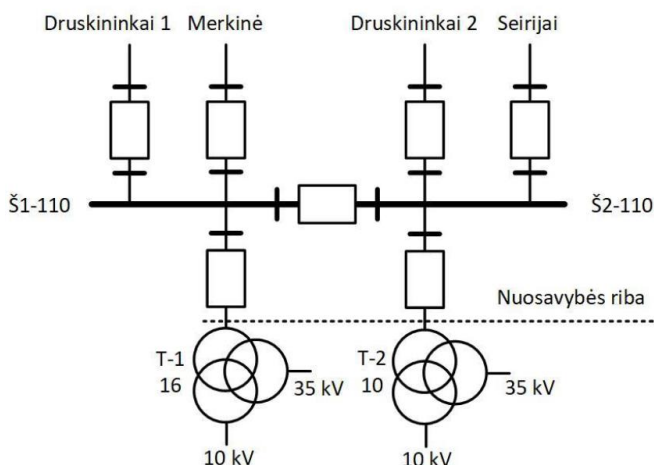 Druskininkai 1 Merkinė Druskininkai 2 Seirijai
Š1-110 Š2-110
Nuosavybės riba
T-1 T-2
16 35 kV 10 35 kV
10 kV 10 kV